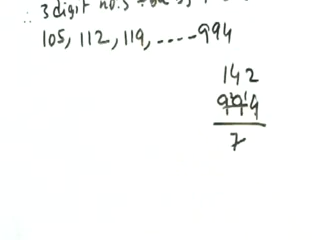 ∴ 3 digit no.s
105, 112, 119, ....994
142
994
7